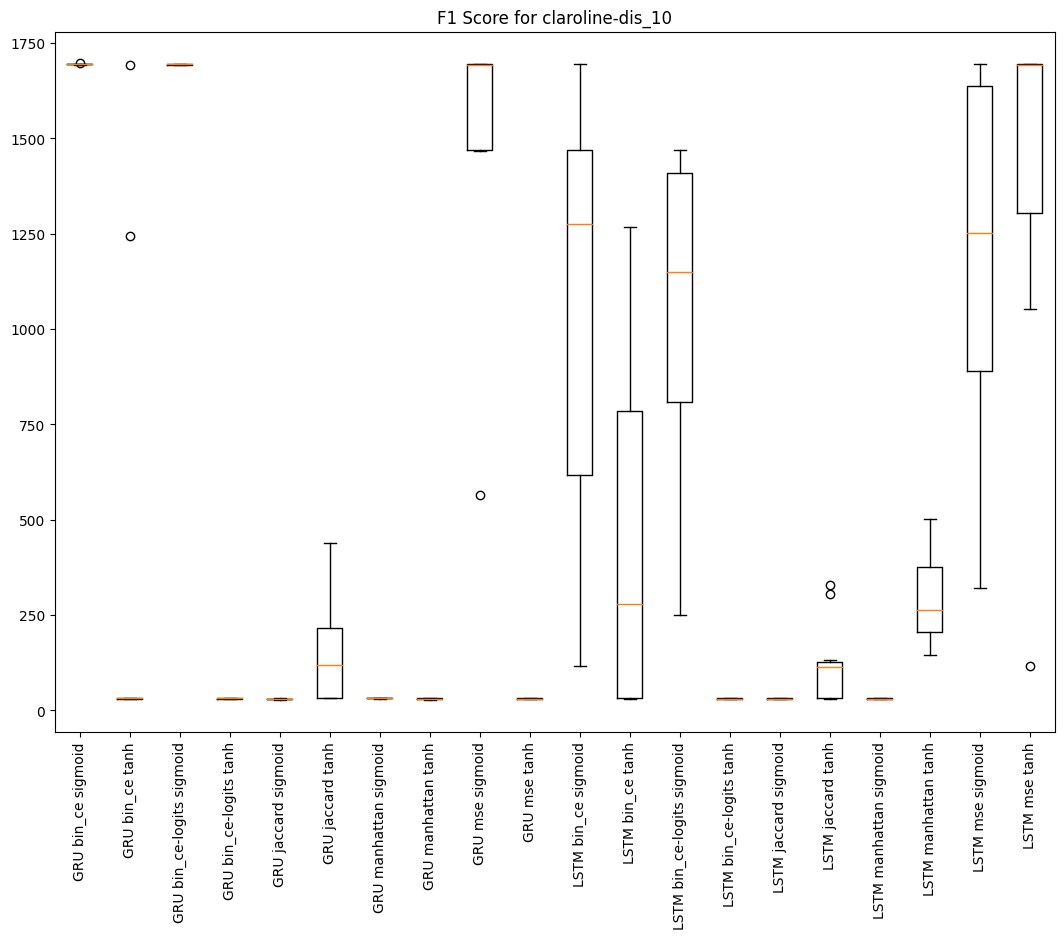 F1 Score for claroline-dis_10
1750
1500
1250
1000
750
500
250
0
GRU bin_ce sigmoid
GRU bin_ce tanh
GRU bin_ce-logits sigmoid
GRU bin_ce-logits tanh
GRU jaccard sigmoid
GRU jaccard tanh
GRU manhattan sigmoid
GRU manhattan tanh
GRU mse sigmoid
GRU mse tanh
LSTM bin_ce sigmoid
LSTM bin_ce tanh
LSTM bin_ce-logits sigmoid
LSTM bin_ce-logits tanh
LSTM jaccard sigmoid
LSTM jaccard tanh
LSTM manhattan sigmoid
LSTM manhattan tanh
LSTM mse sigmoid
LSTM mse tanh